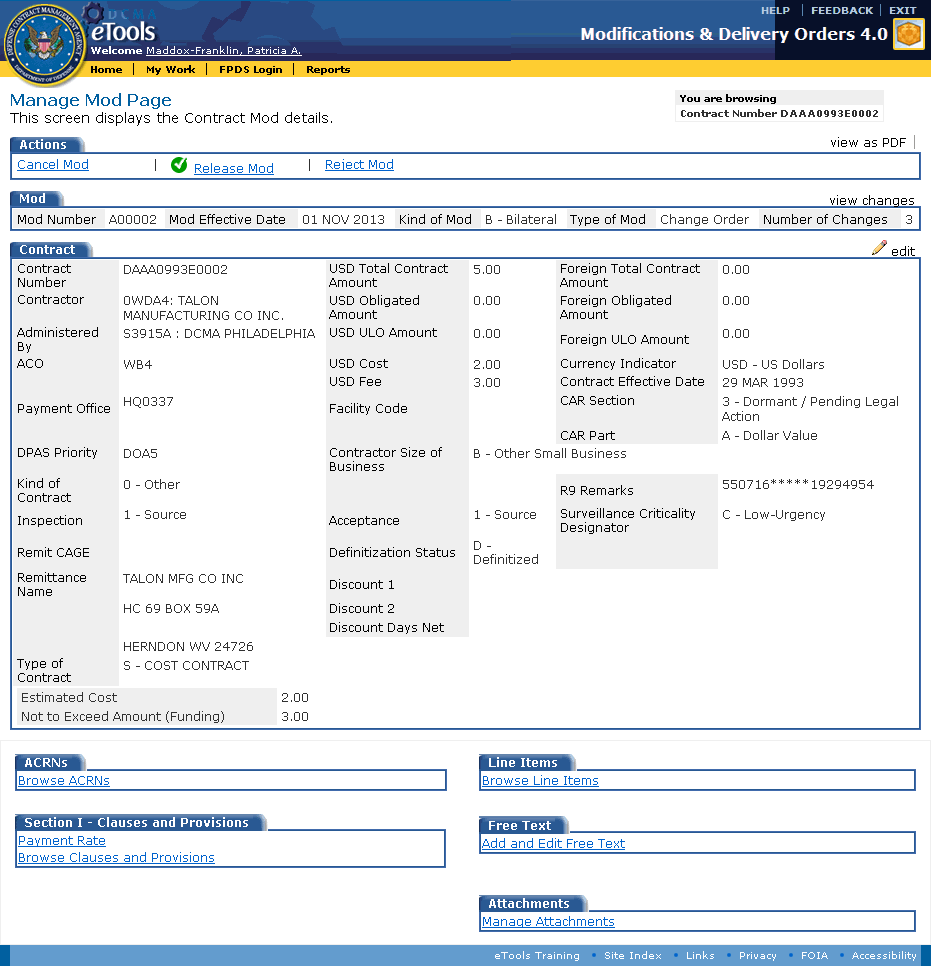 HELP | FEEDBACK | EXIT
DCMA
eTools
Welcome Maddox-Franklin, Patricia A.
Modifications & Delivery Orders 4.0
DEFENSE CONTRACT MANAGEMENT AGENCY
DEPARTMENT OF DEFENSE
Home | My Work | FPDS Login | Reports
Manage Mod Page
This screen displays the Contract Mod details.
You are browsing
Contract Number DAAA0993E0002
Actions
view as PDF |
Cancel Mod | Release Mod | Reject Mod
Mod
view changes
Mod Number A00002 Mod Effective Date 01 NOV 2013 Kind of Mod B - Bilateral Type of Mod Change Order Number of Changes 3
Contract
edit
Contract Number DAAA0993E0002 USD Total Contract Amount 5.00 Foreign Total Contract Amount 0.00
Contractor 0WDA4: TALON MANUFACTURING CO INC. USD Obligated Amount 0.00 Foreign Obligated Amount 0.00
Administered By S3915A : DCMA PHILADELPHIA USD ULO Amount 0.00 Foreign ULO Amount 0.00
ACO WB4 USD Cost 2.00 Currency Indicator USD - US Dollars
USD Fee 3.00 Contract Effective Date 29 MAR 1993
Payment Office HQ0337 Facility Code CAR Section 3 - Dormant / Pending Legal Action
CAR Part A - Dollar Value
DPAS Priority DOA5 Contractor Size of Business B - Other Small Business
Kind of Contract 0 - Other R9 Remarks 550716*****19294954
Inspection 1 - Source Acceptance 1 - Source Surveillance Criticality Designator C - Low-Urgency
Remit CAGE Definitization Status D - Definitized
Remittance Name TALON MFG CO INC Discount 1
HC 69 BOX 59A Discount 2
Discount Days Net
HERNDON WV 24726
Type of Contract S - COST CONTRACT
Estimated Cost 2.00
Not to Exceed Amount (Funding) 3.00
ACRNs
Browse ACRNs
Line Items
Browse Line Items
Section I - Clauses and Provisions
Payment Rate
Browse Clauses and Provisions
Free Text
Add and Edit Free Text
Attachments
Manage Attachments
eTools Training • Site Index • Links • Privacy • FOIA • Accessibility